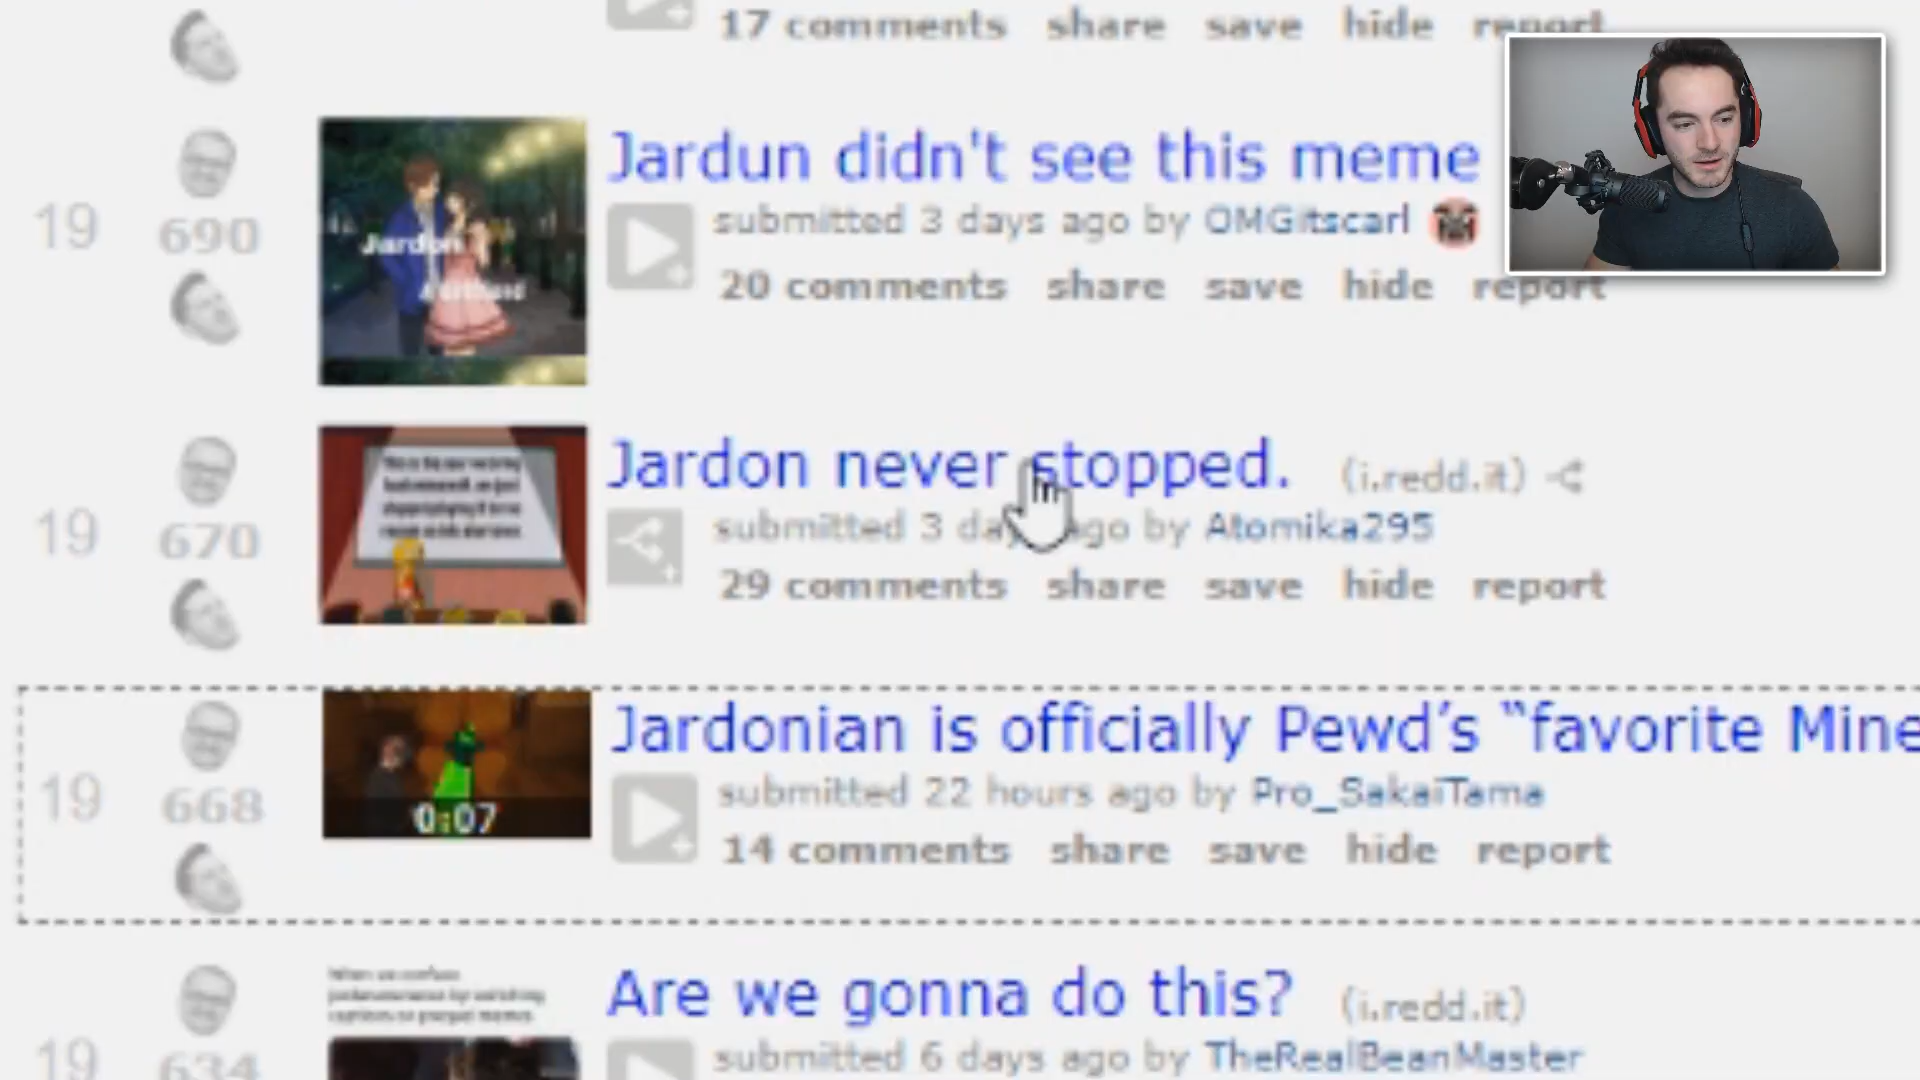 17 comments share save hide report
Jardun didn't see this meme
19 690 submitted 3 days ago by OMGitscarl
Jardon
20 comments share save hide report
Jardon never stopped. (i.redd.it)
19 670 submitted 3 days ago by Atomika295
29 comments share save hide report
Jardonian is officially Pewd’s “favorite Mine
19 668 submitted 22 hours ago by Pro_SakaiTama
0:07
14 comments share save hide report
Are we gonna do this? (i.redd.it)
19 634 submitted 6 days ago by TheRealBeanMaster